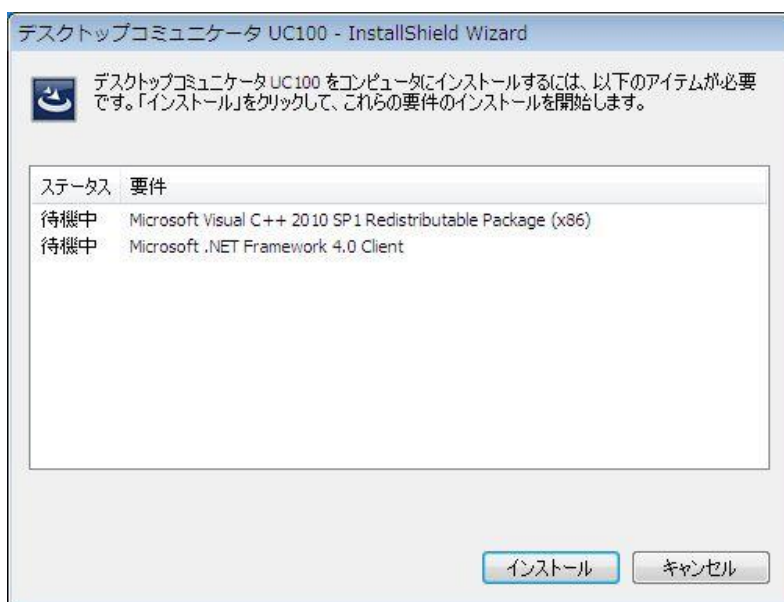 デスクトップコミュニケータ UC100 - InstallShield Wizard
デスクトップコミュニケータ UC100 をコンピュータにインストールするには、以下のアイテムが必要
です。「インストール」をクリックして、これらの要件のインストールを開始します。
ステータス 要件
待機中 Microsoft Visual C++ 2010 SP1 Redistributable Package (x86)
待機中 Microsoft .NET Framework 4.0 Client
インストール キャンセル